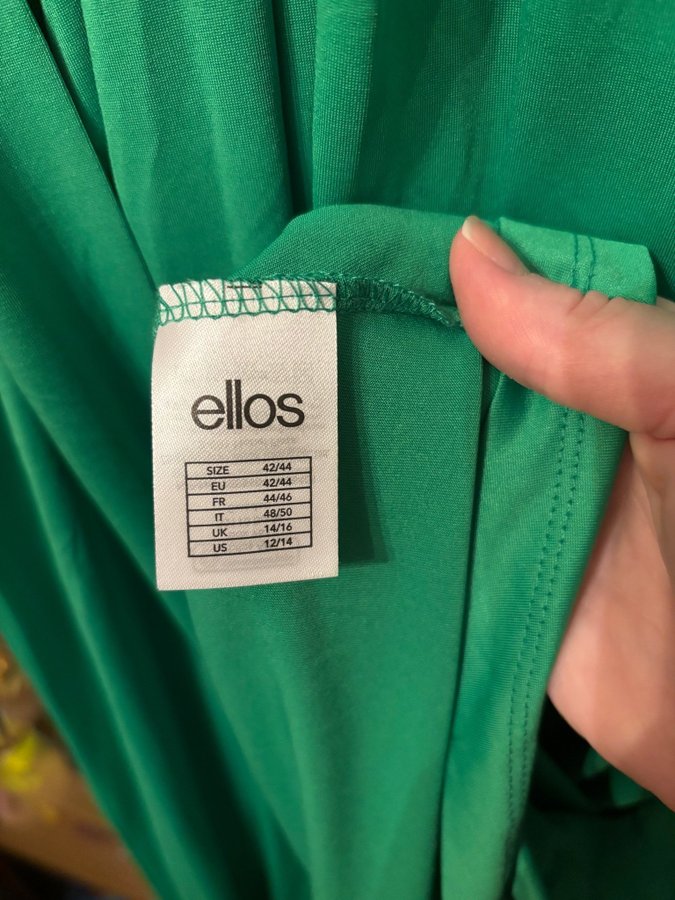 ellos
SIZE 42/44
EU 42/44
FR 44/46
IT 48/50
UK 14/16
US 12/14